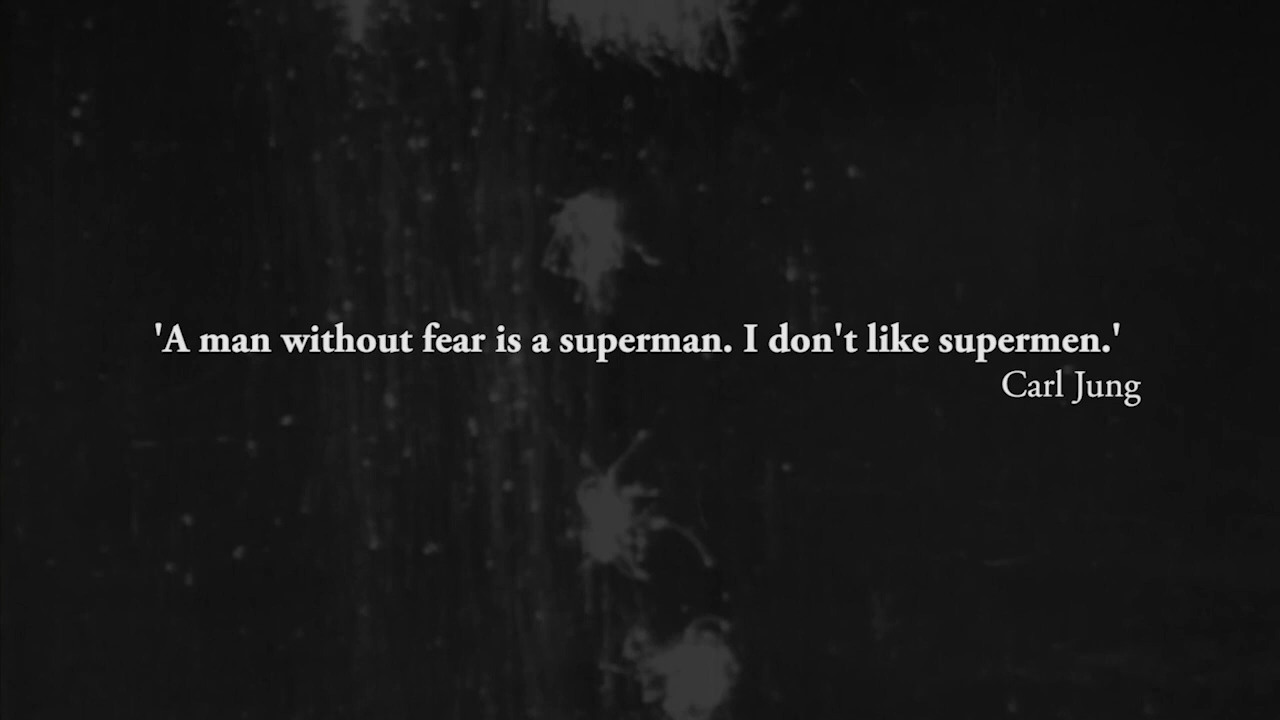 'A man without fear is a superman. I don't like supermen.'
Carl Jung